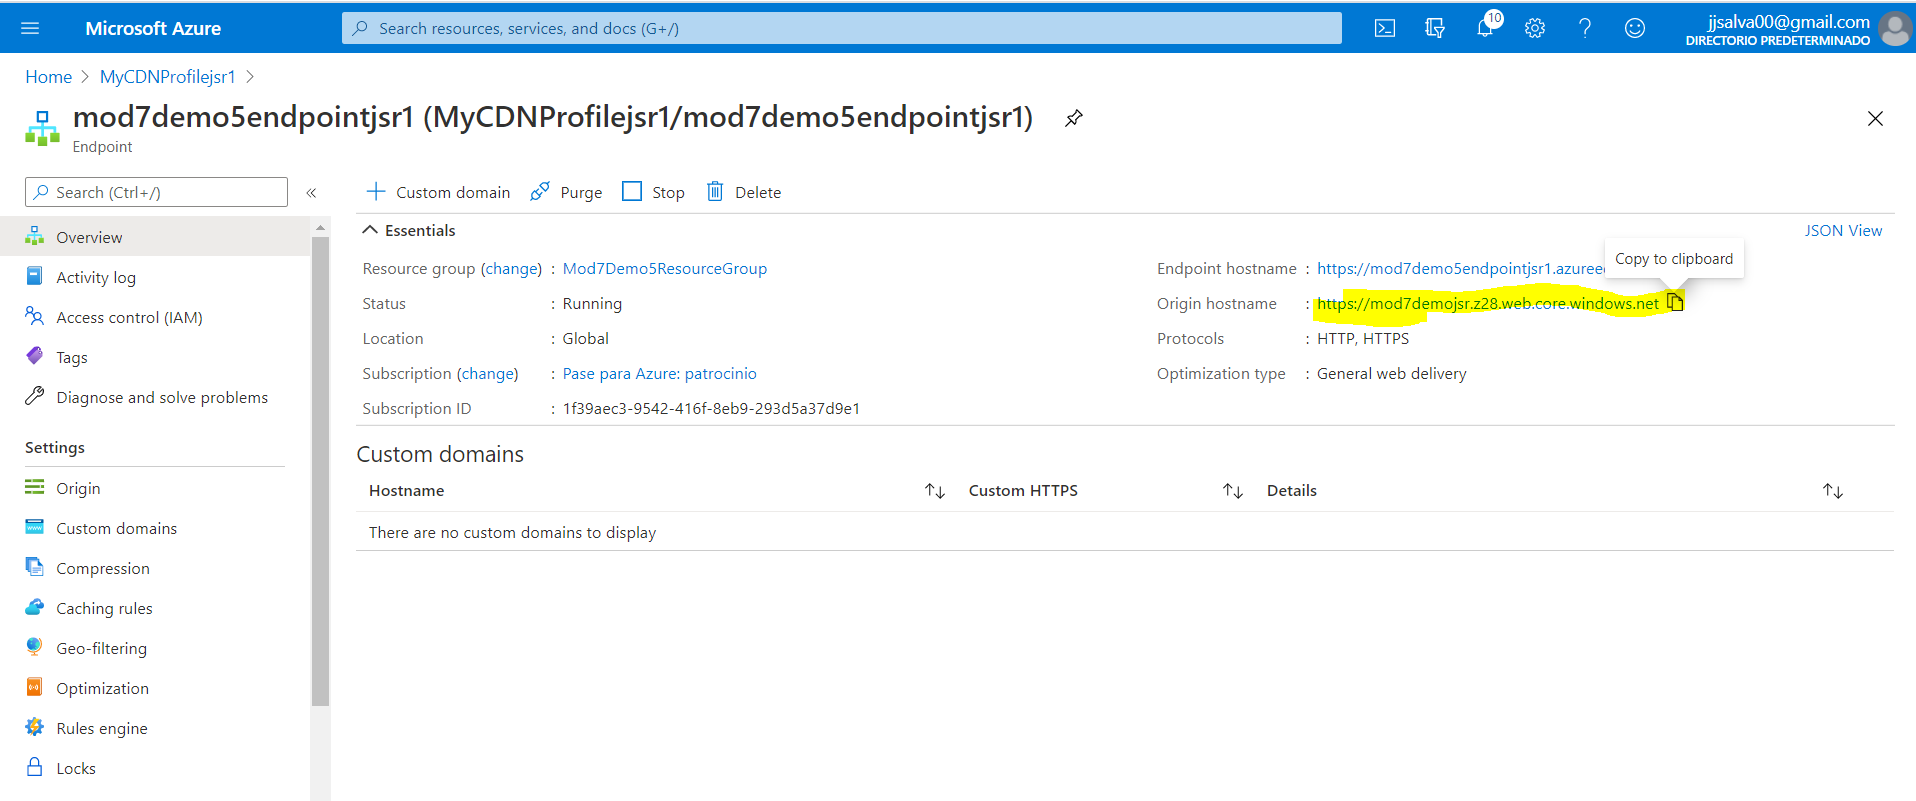 Microsoft Azure
Search resources, services, and docs (G+/)
10
jjsalva00@gmail.com
DIRECTORIO PREDETERMINADO
Home > MyCDNProfilejsr1 >
mod7demo5endpointjsr1 (MyCDNProfilejsr1/mod7demo5endpointjsr1)
Endpoint
Search (Ctrl+/)
«
Overview
Activity log
Access control (IAM)
Tags
Diagnose and solve problems
Settings
Origin
Custom domains
Compression
Caching rules
Geo-filtering
Optimization
Rules engine
Locks
Custom domain
Purge
Stop
Delete
Essentials
JSON View
Resource group (change) : Mod7Demo5ResourceGroup
Status : Running
Location : Global
Subscription (change) : Pase para Azure: patrocinio
Subscription ID : 1f39aec3-9542-416f-8eb9-293d5a37d9e1
Copy to clipboard
Endpoint hostname : https://mod7demo5endpointjsr1.azuree
Origin hostname : https://mod7demojsr.z28.web.core.windows.net
Protocols : HTTP, HTTPS
Optimization type : General web delivery
Custom domains
Hostname Custom HTTPS Details
There are no custom domains to display